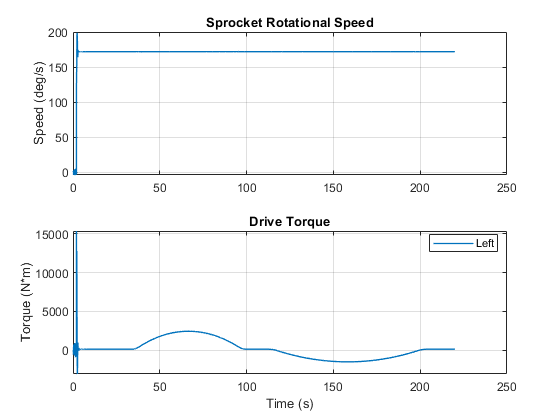 Sprocket Rotational Speed
200
150
100
50
0
Speed (deg/s)
0 50 100 150 200 250
Drive Torque
15000
10000
5000
0
Torque (N*m)
Left
0 50 100 150 200 250
Time (s)